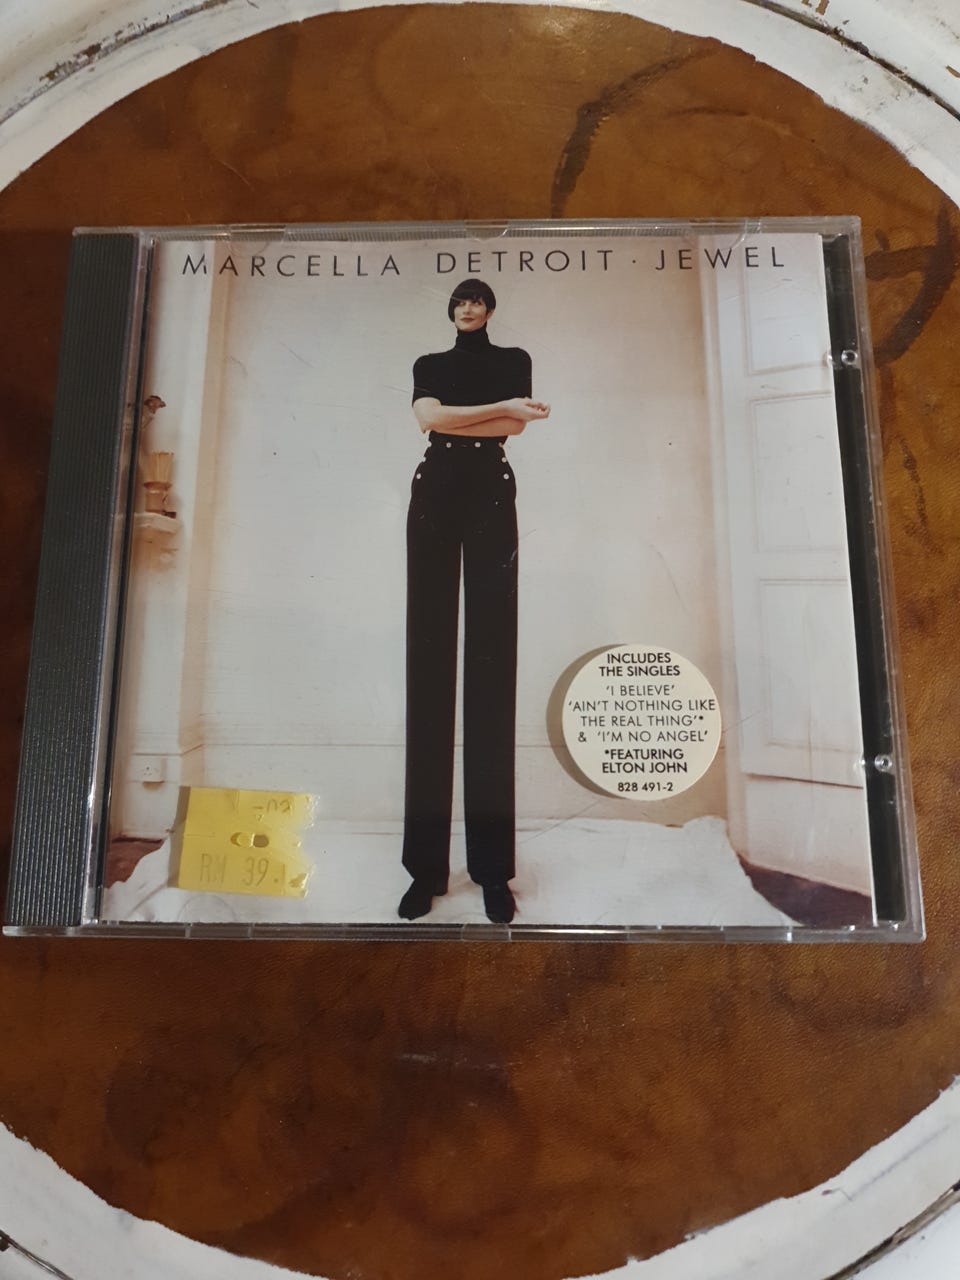 MARCELLA DETROIT · JEWEL
INCLUDES
THE SINGLES
'I BELIEVE'
'AIN'T NOTHING LIKE
THE REAL THING'*
& 'I'M NO ANGEL'
*FEATURING
ELTON JOHN
828 491-2
RM 39.